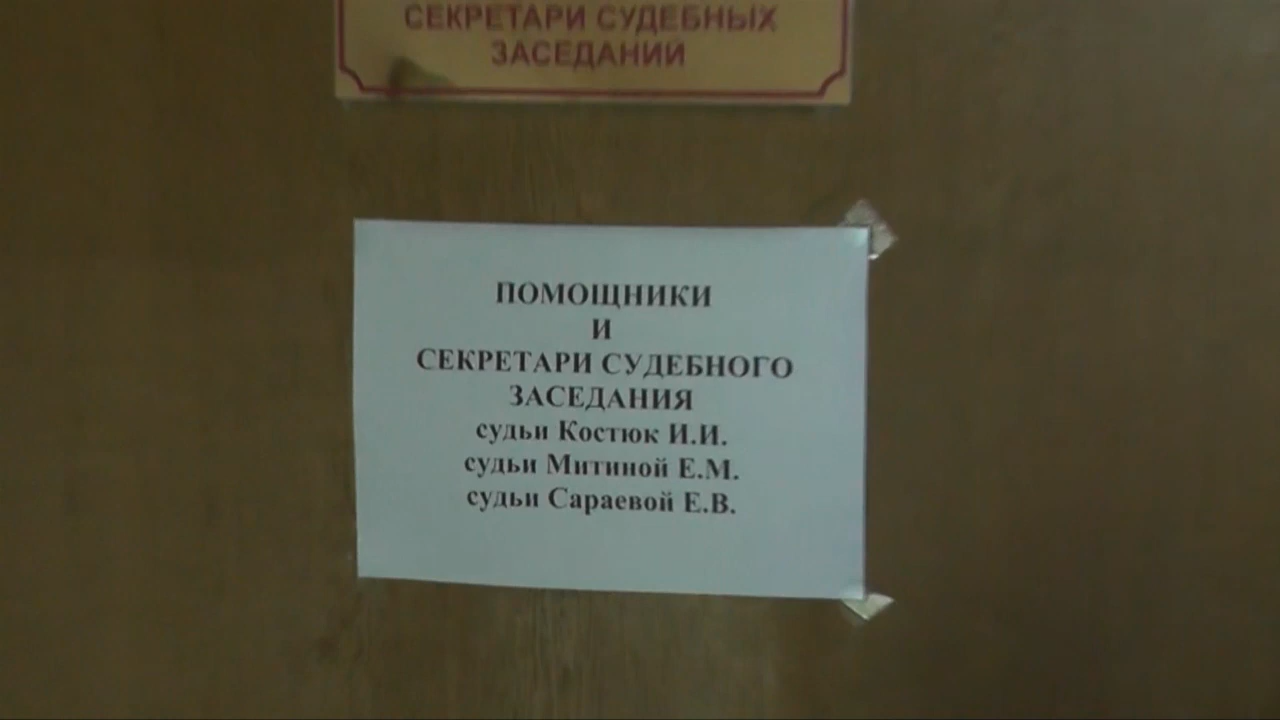 СЕКРЕТАРИ СУДЕБНЫХ
ЗАСЕДАНИЙ
ПОМОЩНИКИ
И
СЕКРЕТАРИ СУДЕБНОГО
ЗАСЕДАНИЯ
судьи Костюк И.И.
судьи Митиной Е.М.
судьи Сараевой Е.В.